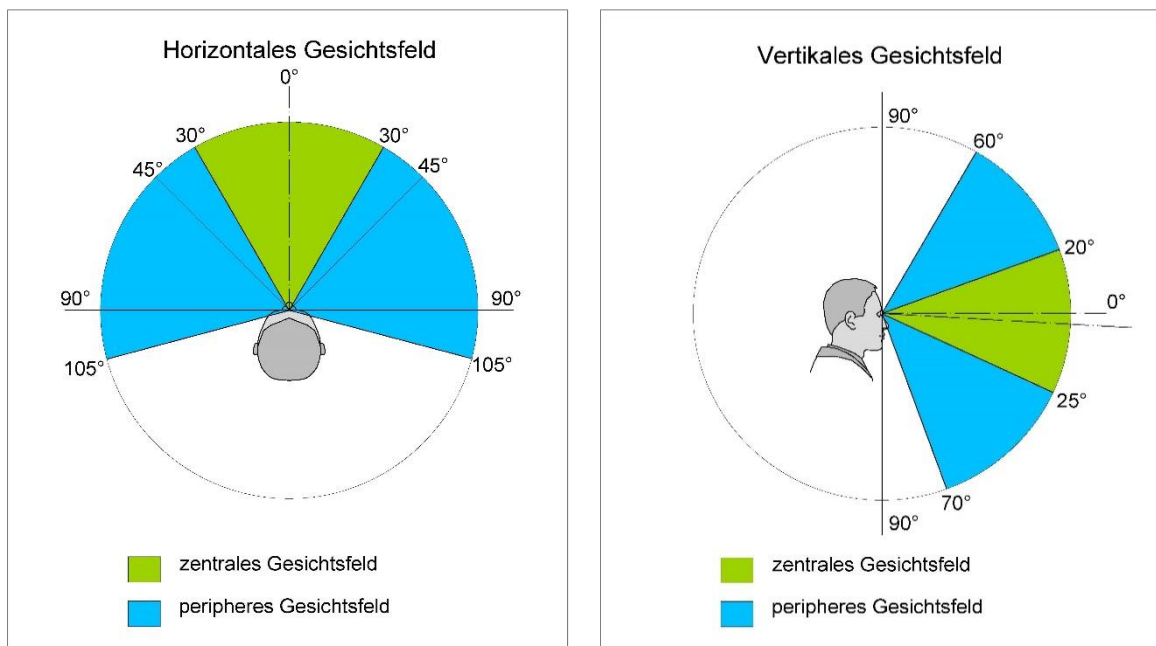 Horizontales Gesichtsfeld
0°
30°
30°
45°
45°
90°
90°
105°
105°
zentrales Gesichtsfeld
peripheres Gesichtsfeld
Vertikales Gesichtsfeld
90°
60°
20°
0°
25°
70°
90°
zentrales Gesichtsfeld
peripheres Gesichtsfeld